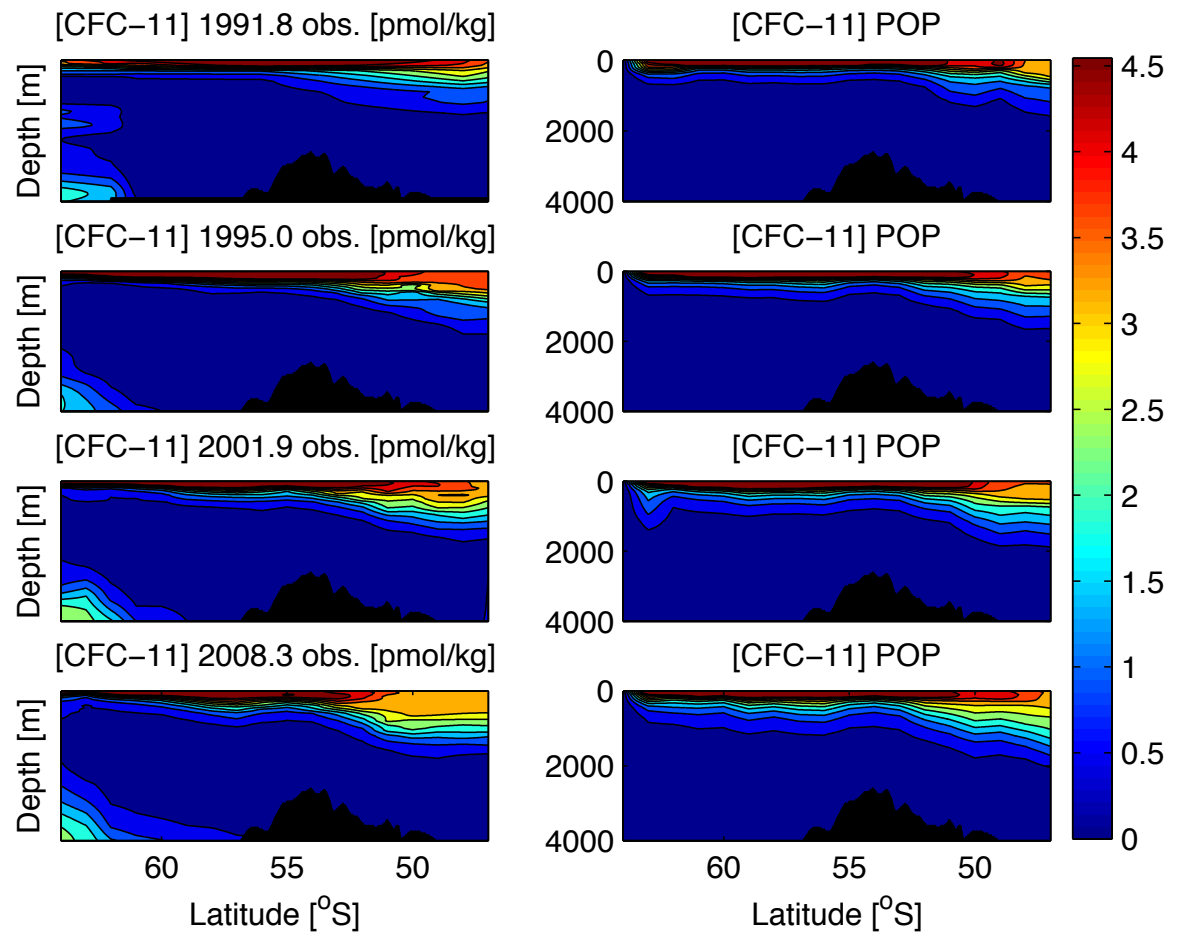 [CFC−11] 1991.8 obs. [pmol/kg]
[CFC−11] POP
Depth [m]
0
2000
4000
[CFC−11] 1995.0 obs. [pmol/kg]
[CFC−11] POP
Depth [m]
0
2000
4000
[CFC−11] 2001.9 obs. [pmol/kg]
[CFC−11] POP
Depth [m]
0
2000
4000
[CFC−11] 2008.3 obs. [pmol/kg]
[CFC−11] POP
Depth [m]
0
2000
4000
60 55 50
60 55 50
Latitude [°S]
Latitude [°S]
4.5
4
3.5
3
2.5
2
1.5
1
0.5
0